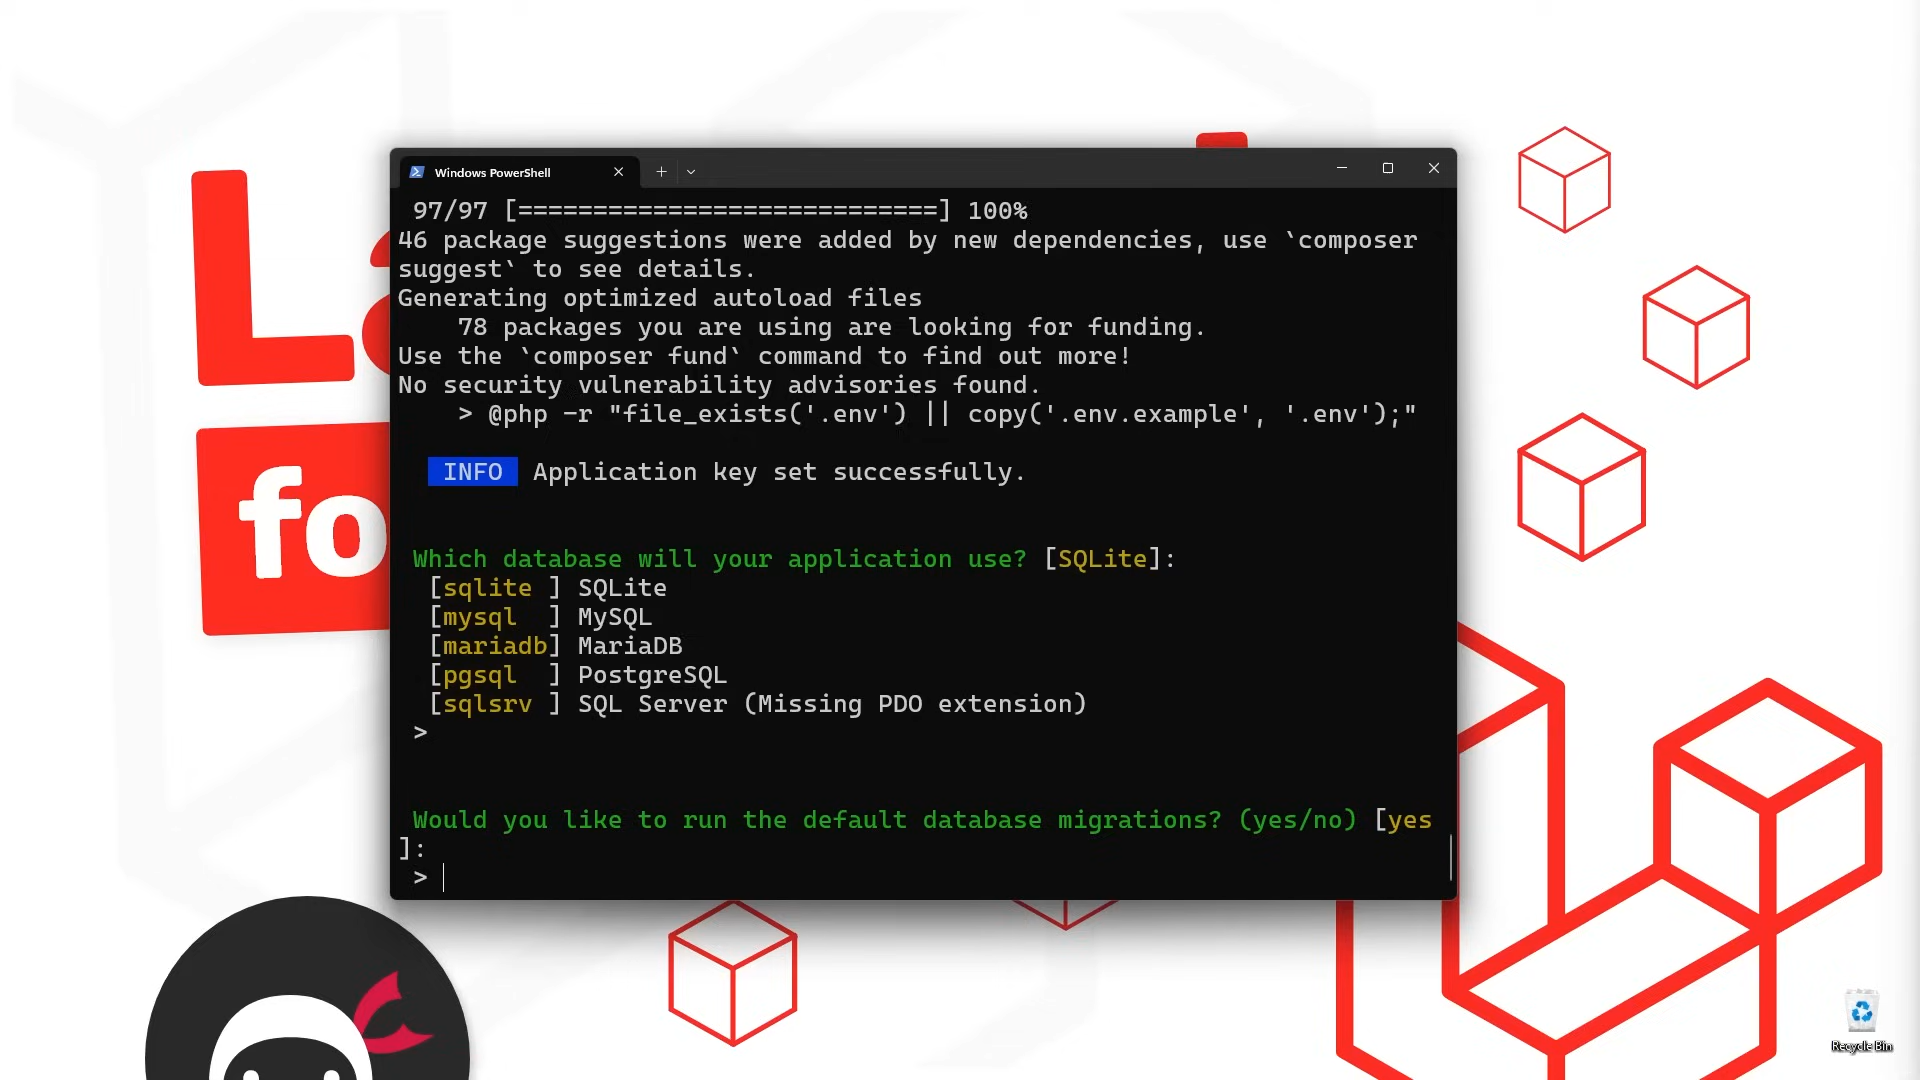 La
fo
Windows PowerShell
97/97 [============================] 100%
46 package suggestions were added by new dependencies, use `composer
suggest` to see details.
Generating optimized autoload files
78 packages you are using are looking for funding.
Use the `composer fund` command to find out more!
No security vulnerability advisories found.
> @php -r "file_exists('.env') || copy('.env.example', '.env');"
INFO Application key set successfully.
Which database will your application use? [SQLite]:
[sqlite ] SQLite
[mysql  ] MySQL
[mariadb] MariaDB
[pgsql  ] PostgreSQL
[sqlsrv ] SQL Server (Missing PDO extension)
>
Would you like to run the default database migrations? (yes/no) [yes
]:
>
Recycle Bin